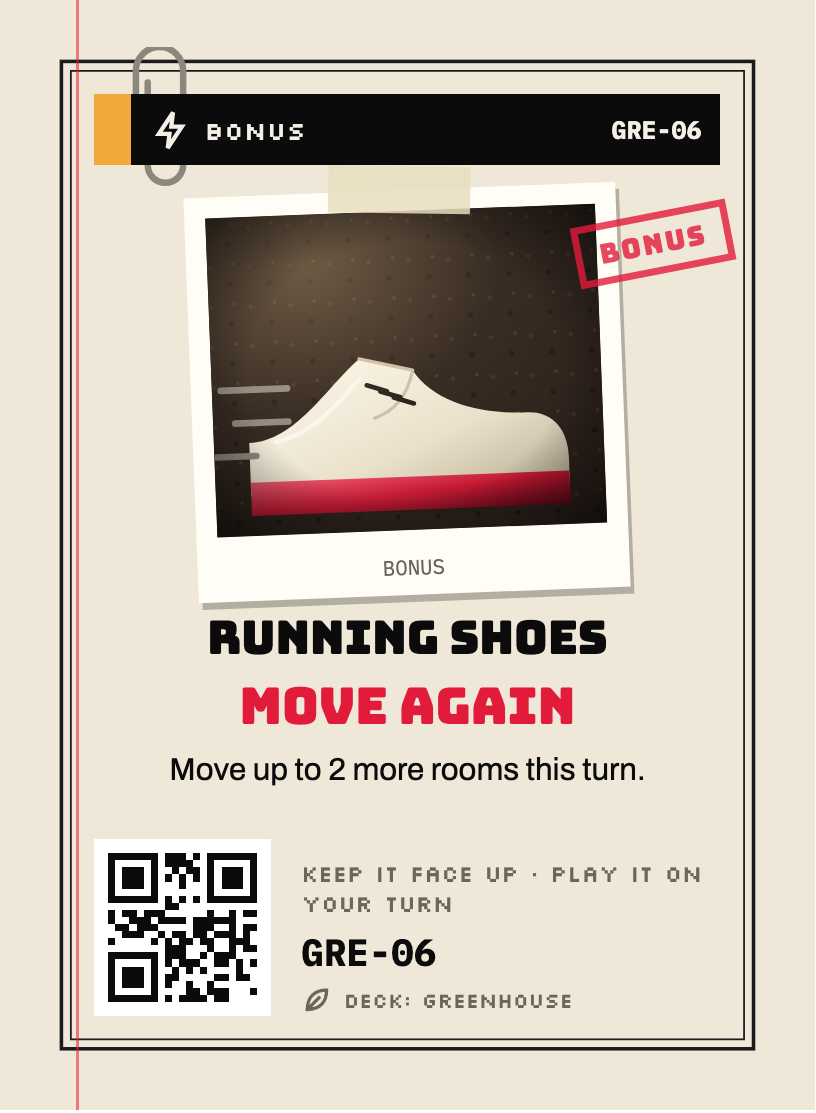 BONUS
GRE-06
BONUS
BONUS
RUNNING SHOES
MOVE AGAIN
Move up to 2 more rooms this turn.
KEEP IT FACE UP · PLAY IT ON
YOUR TURN
GRE-06
DECK: GREENHOUSE